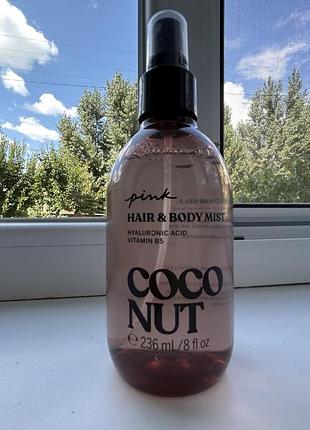 pink
HAIR & BODY MIST
HYALURONIC ACID
VITAMIN B5
COCO
NUT
℮ 236 mL/8 fl oz